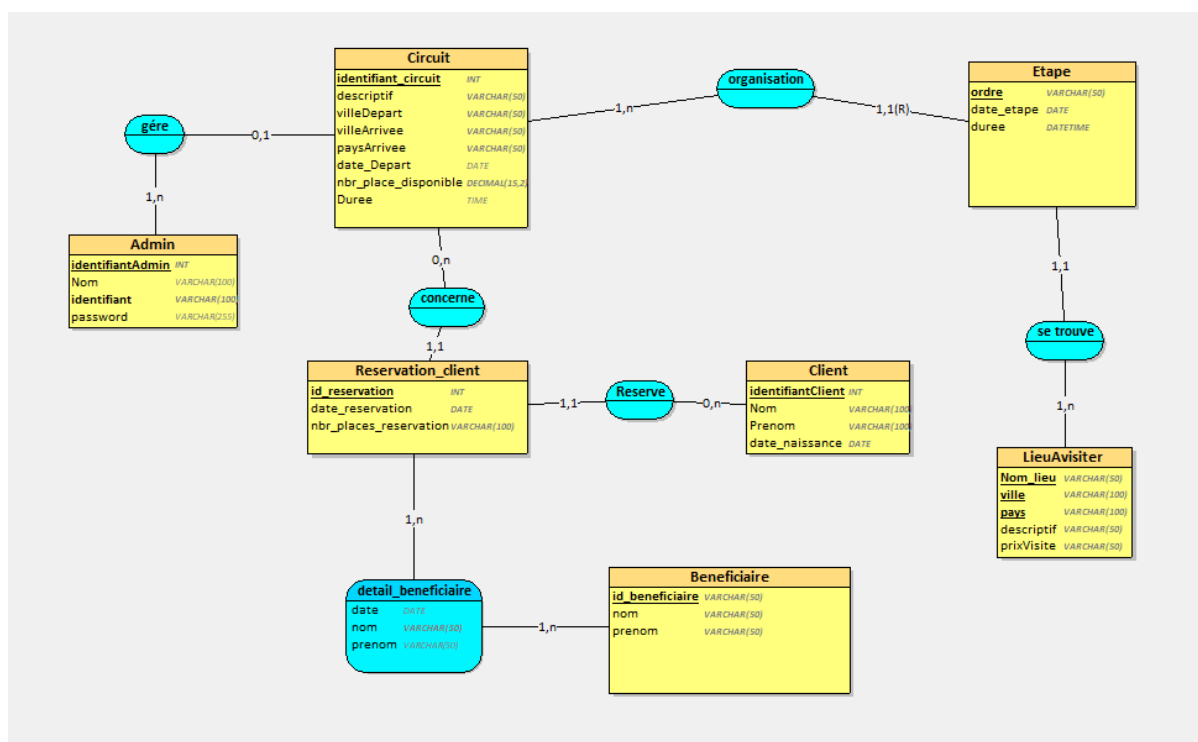 Circuit
identifiant_circuit INT
descriptif VARCHAR(50)
villeDepart VARCHAR(50)
villeArrivee VARCHAR(50)
paysArrivee VARCHAR(50)
date_Depart DATE
nbr_place_disponible DECIMAL(15,2)
Duree TIME
organisation
Etape
ordre VARCHAR(50)
date_etape DATE
duree DATETIME
1,n
1,1(R)
gére
0,1
1,n
Admin
identifiantAdmin INT
Nom VARCHAR(100)
identifiant VARCHAR(100
password VARCHAR(255)
0,n
concerne
1,1
1,1
se trouve
1,n
Reservation_client
id_reservation INT
date_reservation DATE
nbr_places_reservation VARCHAR(100)
1,1
Reserve
0,n
Client
identifiantClient INT
Nom VARCHAR(100
Prenom VARCHAR(100
date_naissance DATE
LieuAvisiter
Nom_lieu VARCHAR(50)
ville VARCHAR(100)
pays VARCHAR(100)
descriptif VARCHAR(50)
prixVisite VARCHAR(50)
1,n
detail_beneficiaire
date DATE
nom VARCHAR(50)
prenom VARCHAR(50)
1,n
Beneficiaire
id_beneficiaire VARCHAR(50)
nom VARCHAR(50)
prenom VARCHAR(50)